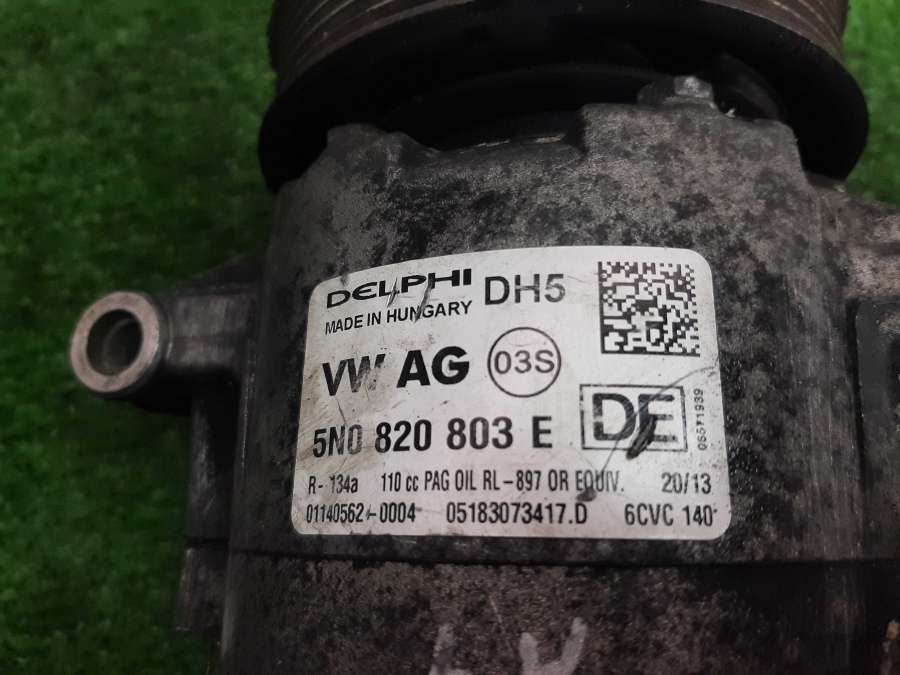 DELPHI DH5
MADE IN HUNGARY
VW AG 03S
5N0 820 803 E DE
R-134a 110 cc PAG OIL RL-897 OR EQUIV. 20/13
01140562-0004 05183073417.D 6CVC 140